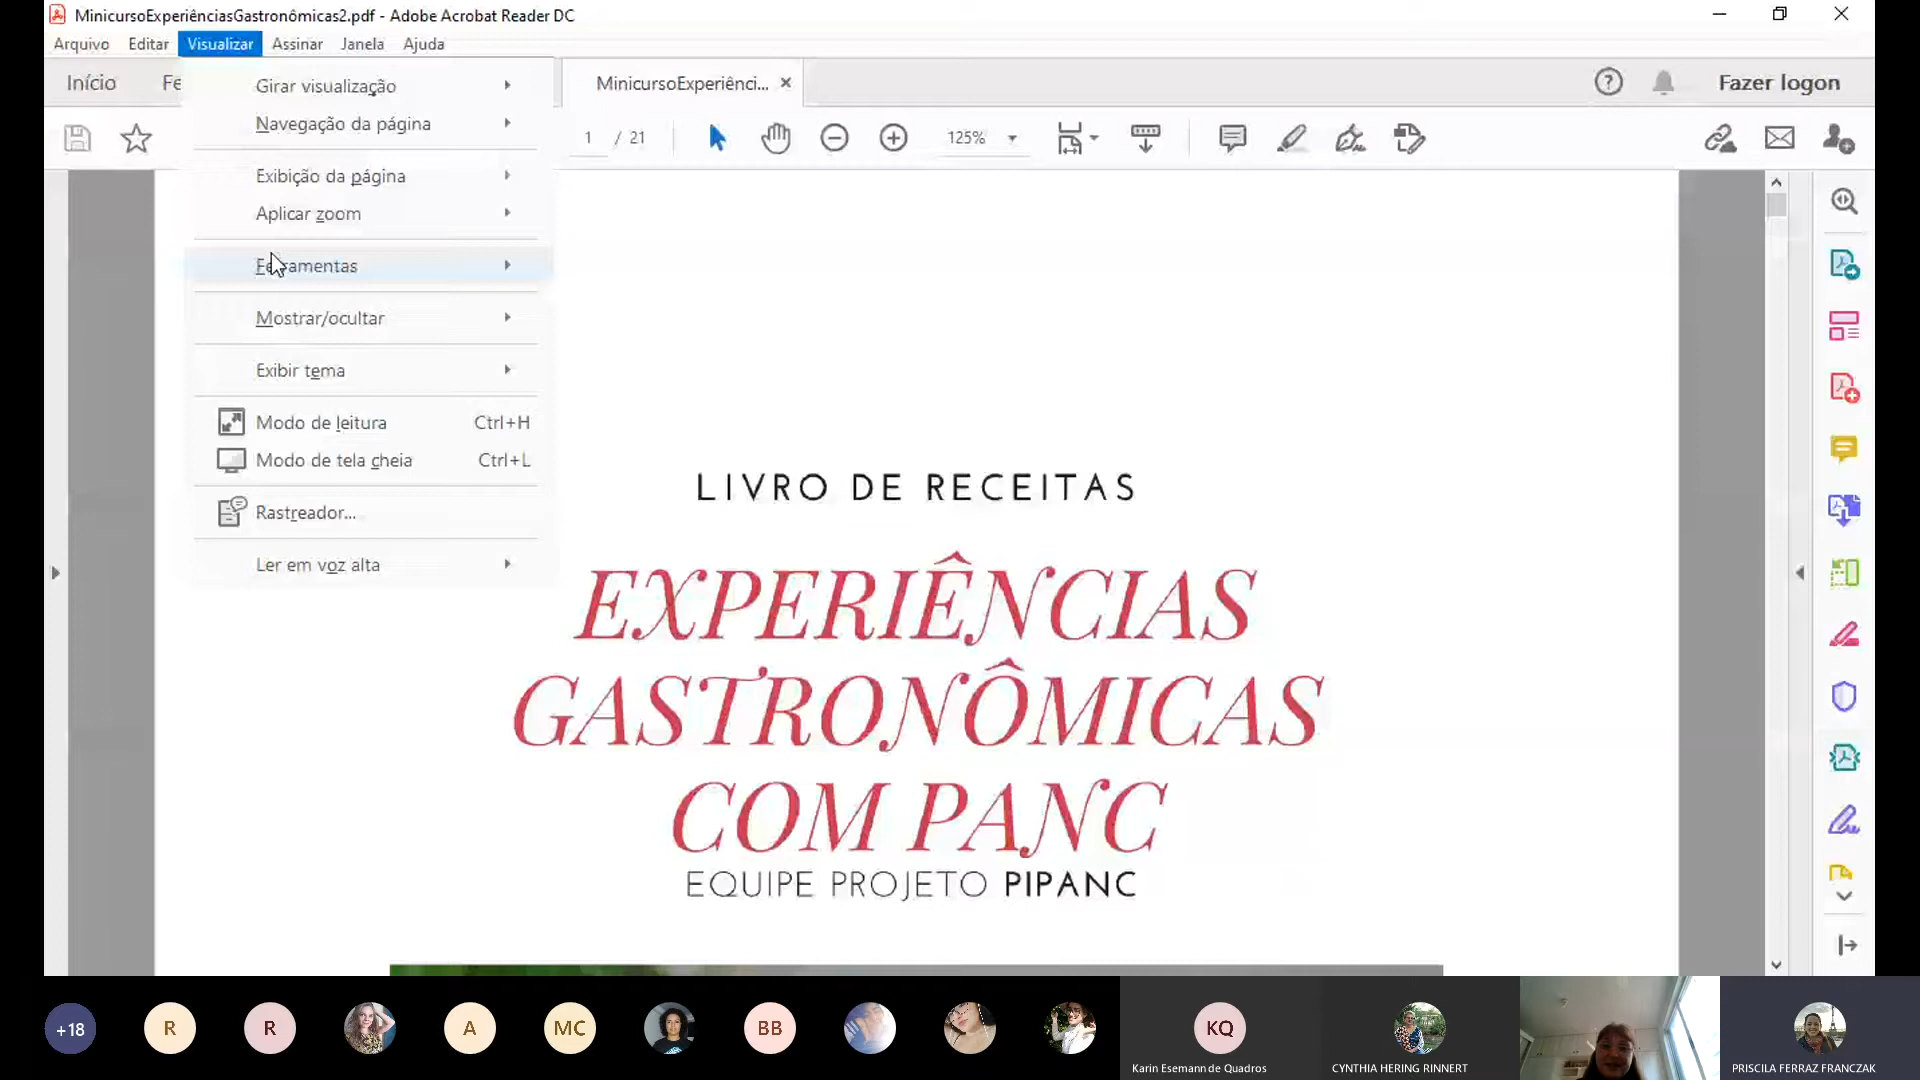 MinicursoExperiênciasGastronômicas2.pdf - Adobe Acrobat Reader DC
Arquivo Editar Visualizar Assinar Janela Ajuda
Início Fe MinicursoExperiênci... Fazer logon
1 / 21 125%
Girar visualização
Navegação da página
Exibição da página
Aplicar zoom
Ferramentas
Mostrar/ocultar
Exibir tema
Modo de leitura Ctrl+H
Modo de tela cheia Ctrl+L
Rastreador...
Ler em voz alta
LIVRO DE RECEITAS
EXPERIÊNCIAS
GASTRONÔMICAS
COM PANC
EQUIPE PROJETO PIPANC
+18 R R A MC BB KQ
Karin Esemann de Quadros CYNTHIA HERING RINNERT PRISCILA FERRAZ FRANCZAK